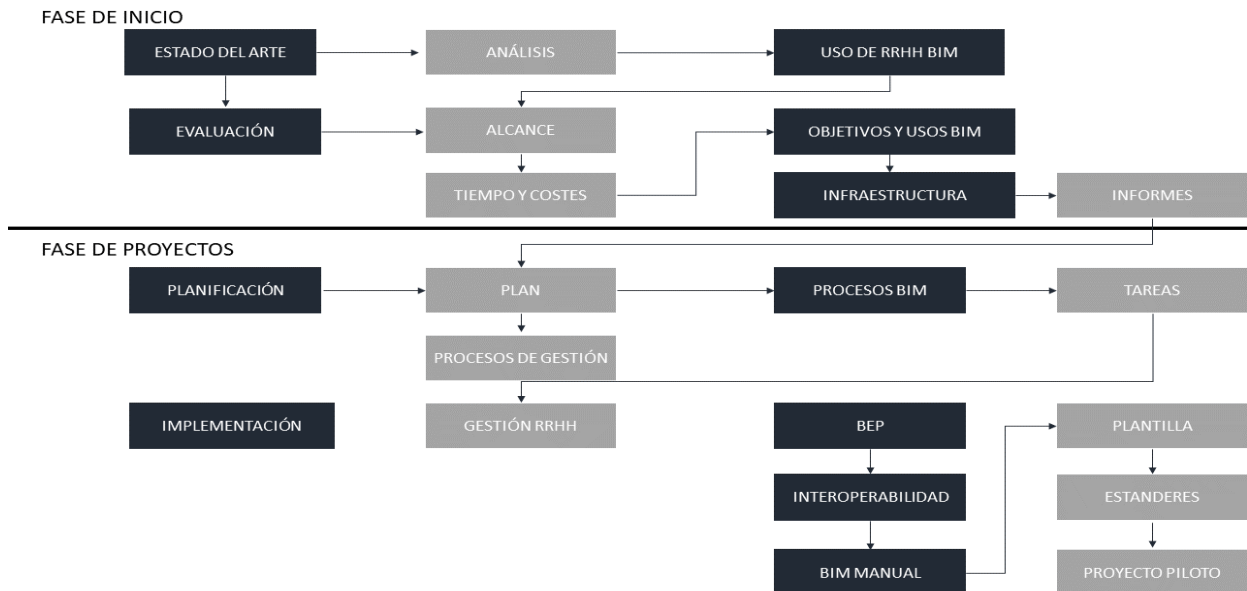 FASE DE INICIO
ESTADO DEL ARTE
ANÁLISIS
USO DE RRHH BIM
EVALUACIÓN
ALCANCE
OBJETIVOS Y USOS BIM
TIEMPO Y COSTES
INFRAESTRUCTURA
INFORMES
FASE DE PROYECTOS
PLANIFICACIÓN
PLAN
PROCESOS BIM
TAREAS
PROCESOS DE GESTIÓN
IMPLEMENTACIÓN
GESTIÓN RRHH
BEP
PLANTILLA
INTEROPERABILIDAD
ESTANDERES
BIM MANUAL
PROYECTO PILOTO